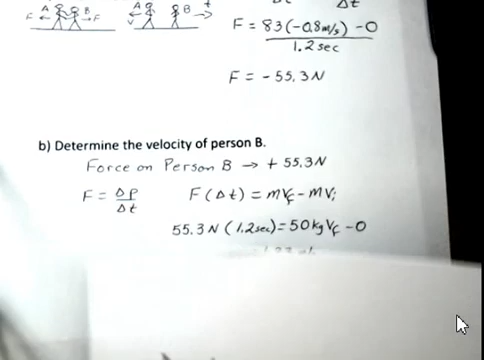 A B
F F
A B +
V
Δt
F = 83(-0.8m/s) - 0
1.2 sec
F = - 55.3N
b) Determine the velocity of person B.
Force on Person B → + 55.3N
F = Δp F(Δt) = mVf - mVi
Δt
55.3N (1.2sec) = 50kg Vf - 0